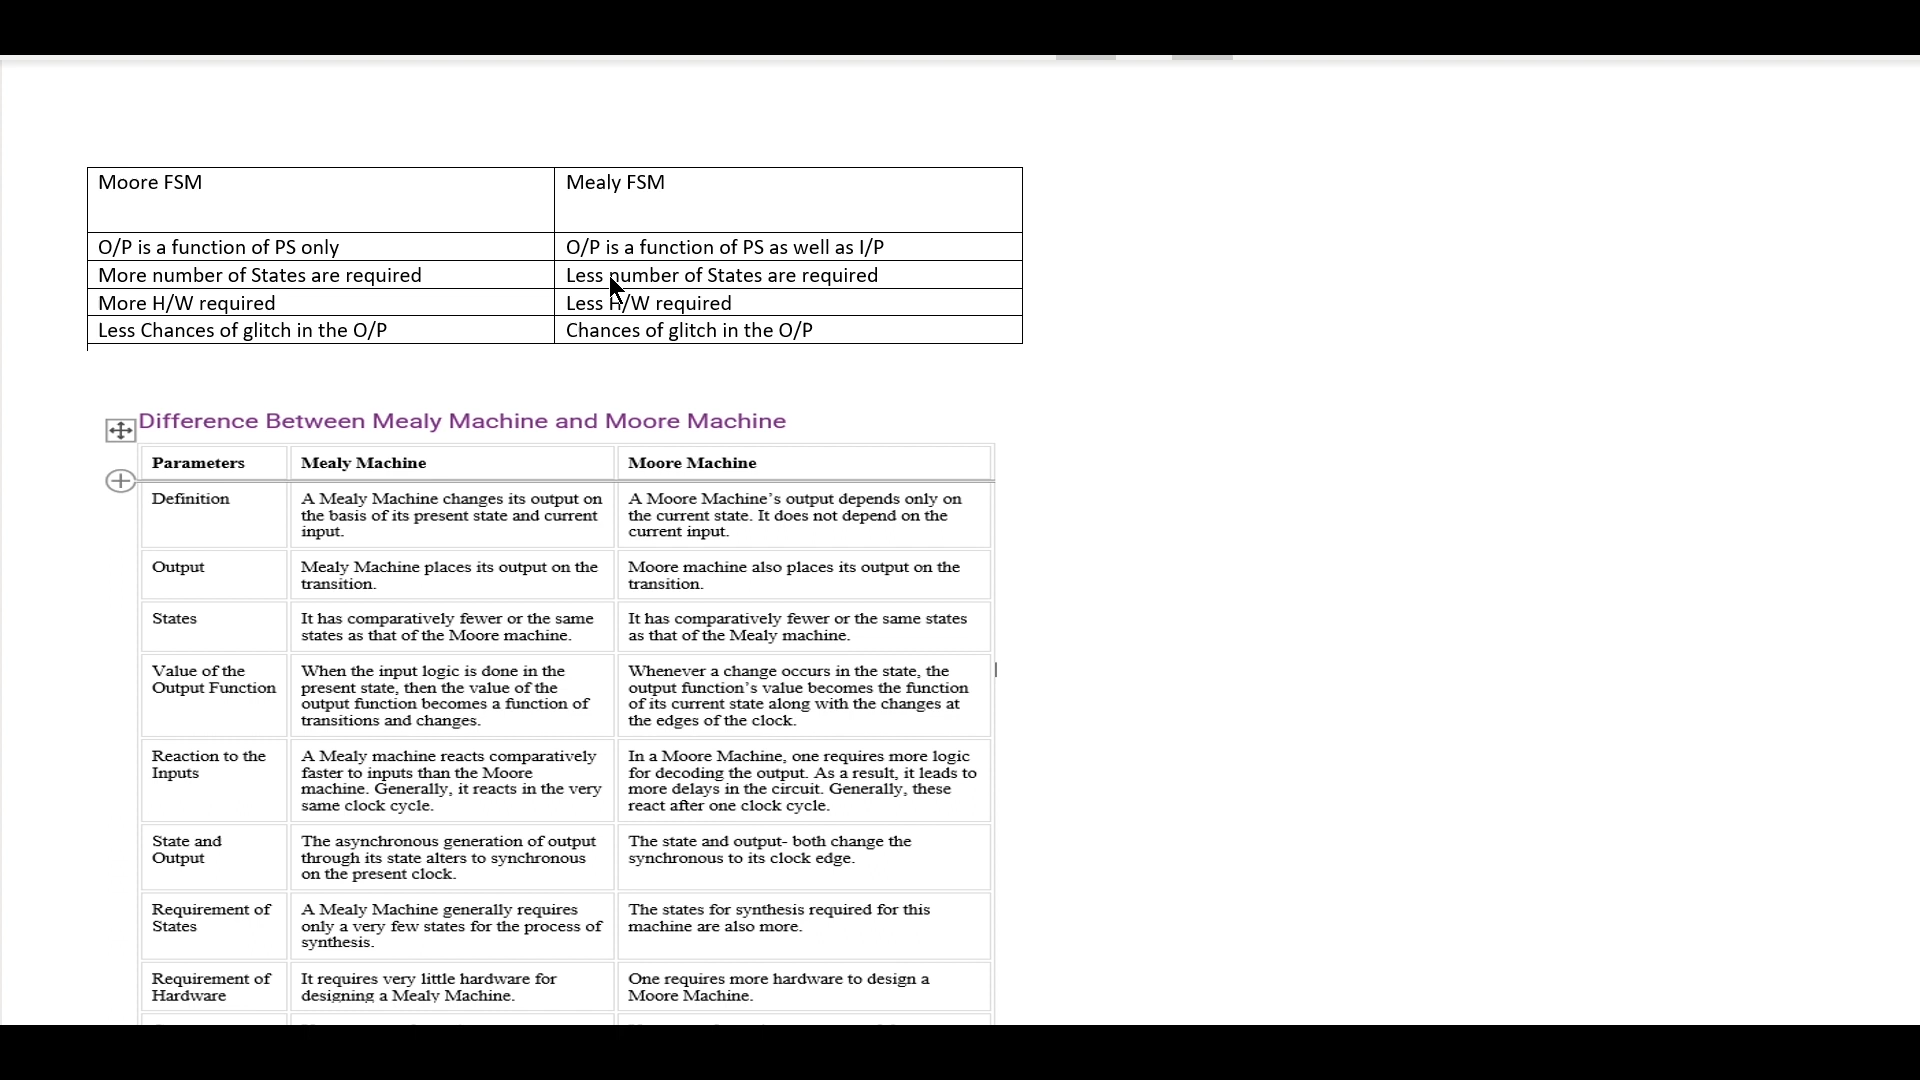 Moore FSM
Mealy FSM
O/P is a function of PS only
O/P is a function of PS as well as I/P
More number of States are required
Less number of States are required
More H/W required
Less H/W required
Less Chances of glitch in the O/P
Chances of glitch in the O/P
Difference Between Mealy Machine and Moore Machine
Parameters
Mealy Machine
Moore Machine
Definition
A Mealy Machine changes its output on
the basis of its present state and current
input.
A Moore Machine’s output depends only on
the current state. It does not depend on the
current input.
Output
Mealy Machine places its output on the
transition.
Moore machine also places its output on the
transition.
States
It has comparatively fewer or the same
states as that of the Moore machine.
It has comparatively fewer or the same states
as that of the Mealy machine.
Value of the
Output Function
When the input logic is done in the
present state, then the value of the
output function becomes a function of
transitions and changes.
Whenever a change occurs in the state, the
output function’s value becomes the function
of its current state along with the changes at
the edges of the clock.
Reaction to the
Inputs
A Mealy machine reacts comparatively
faster to inputs than the Moore
machine. Generally, it reacts in the very
same clock cycle.
In a Moore Machine, one requires more logic
for decoding the output. As a result, it leads to
more delays in the circuit. Generally, these
react after one clock cycle.
State and
Output
The asynchronous generation of output
through its state alters to synchronous
on the present clock.
The state and output- both change the
synchronous to its clock edge.
Requirement of
States
A Mealy Machine generally requires
only a very few states for the process of
synthesis.
The states for synthesis required for this
machine are also more.
Requirement of
Hardware
It requires very little hardware for
designing a Mealy Machine.
One requires more hardware to design a
Moore Machine.